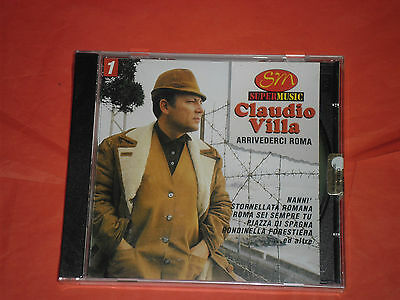 1
SM
SUPERMUSIC
Claudio
Villa
ARRIVEDERCI ROMA
NANNI'
STORNELLATA ROMANA
ROMA SEI SEMPRE TU
PIAZZA DI SPAGNA
RONDINELLA FORESTIERA
...ed altre